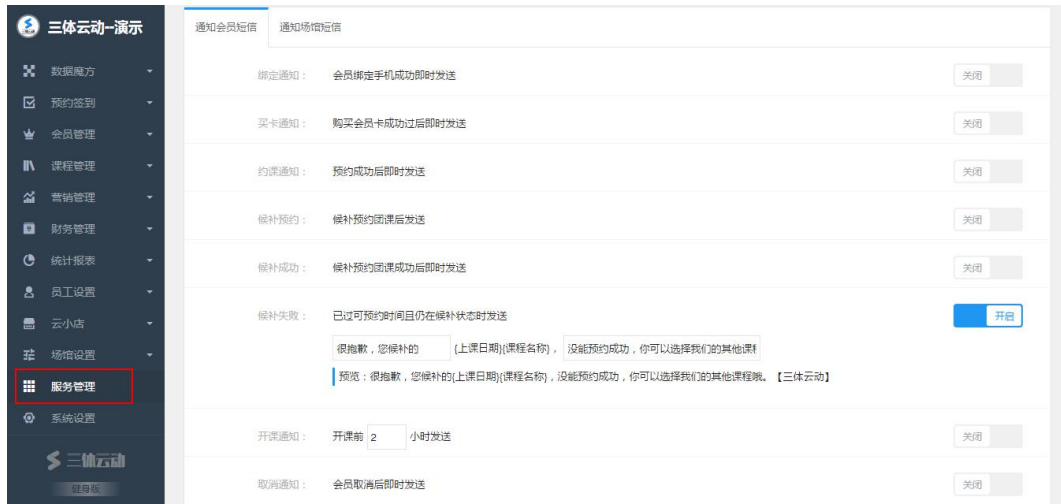 三体云动--演示
数据魔方
预约签到
会员管理
课程管理
营销管理
财务管理
统计报表
员工设置
云小店
场馆设置
服务管理
系统设置
三体云动
健身版
通知会员短信 通知场馆短信
绑定通知： 会员绑定手机成功即时发送 关闭
买卡通知： 购买会员卡成功过后即时发送 关闭
约课通知： 预约成功后即时发送 关闭
候补预约： 候补预约团课后发送 关闭
候补成功： 候补预约团课成功后即时发送 关闭
候补失败： 已过可预约时间且仍在候补状态时发送 开启
很抱歉，您候补的 {上课日期}{课程名称}， 没能预约成功，你可以选择我们的其他课
预览：很抱歉，您候补的{上课日期}{课程名称}，没能预约成功，你可以选择我们的其他课程哦。【三体云动】
开课通知： 开课前 2 小时发送 关闭
取消通知： 会员取消后即时发送 关闭